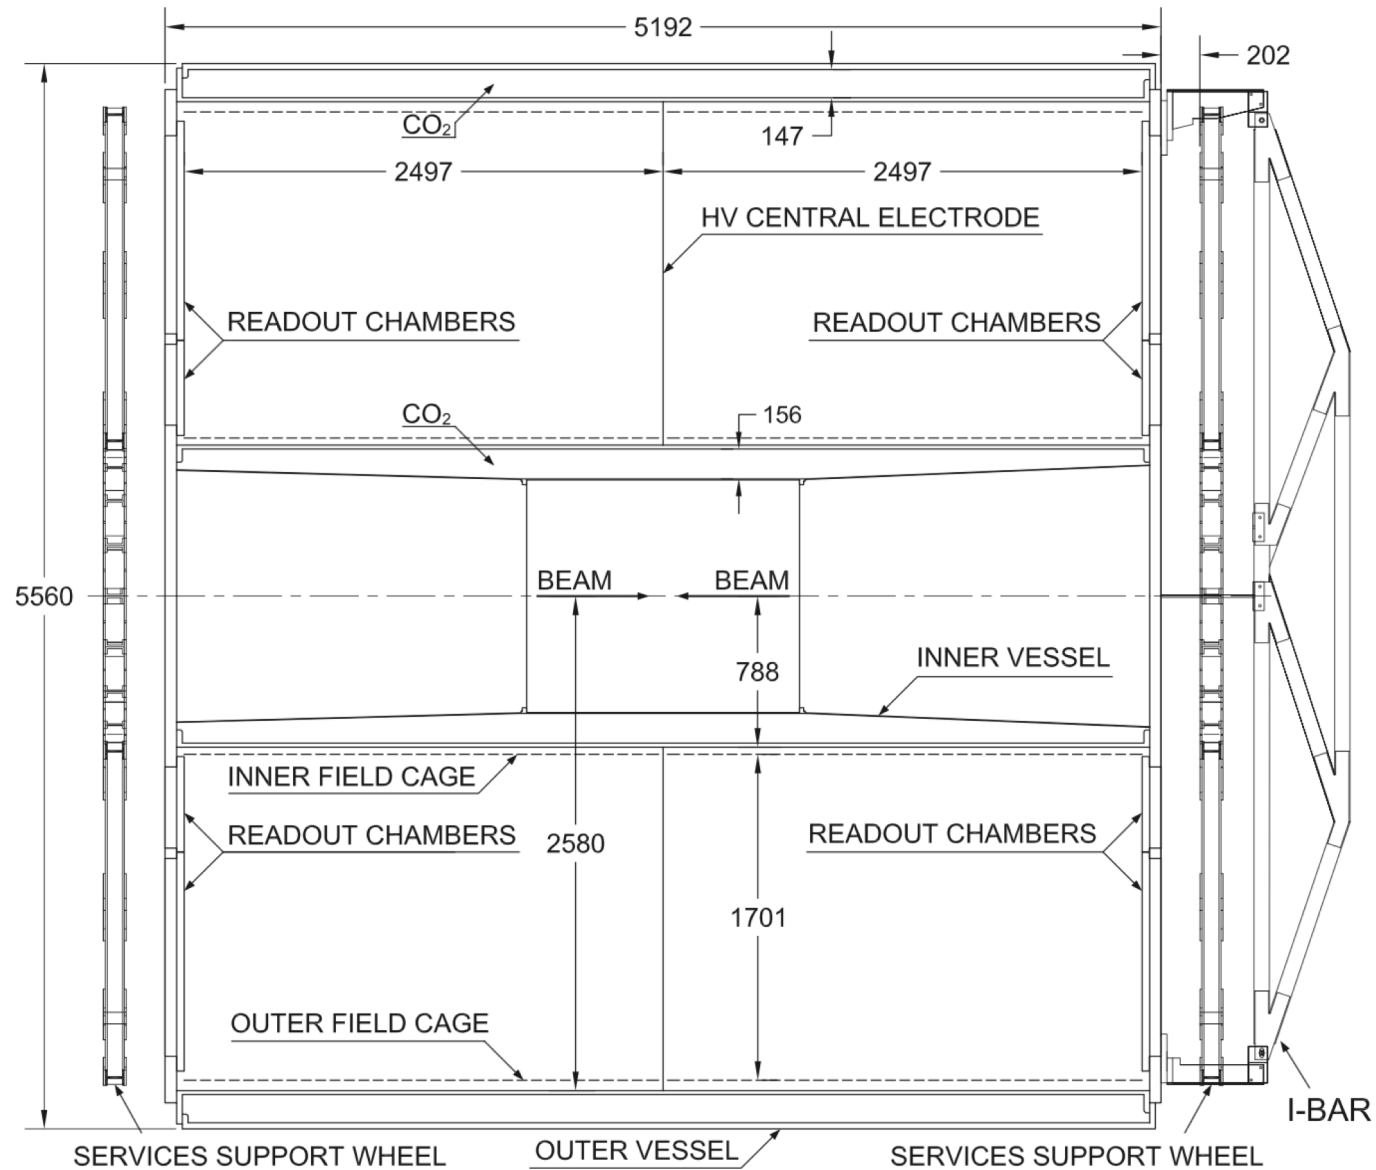 5192
202
CO₂
147
2497
2497
HV CENTRAL ELECTRODE
READOUT CHAMBERS
READOUT CHAMBERS
CO₂
156
5560
BEAM
BEAM
INNER VESSEL
788
INNER FIELD CAGE
READOUT CHAMBERS
READOUT CHAMBERS
2580
1701
OUTER FIELD CAGE
I-BAR
SERVICES SUPPORT WHEEL
OUTER VESSEL
SERVICES SUPPORT WHEEL